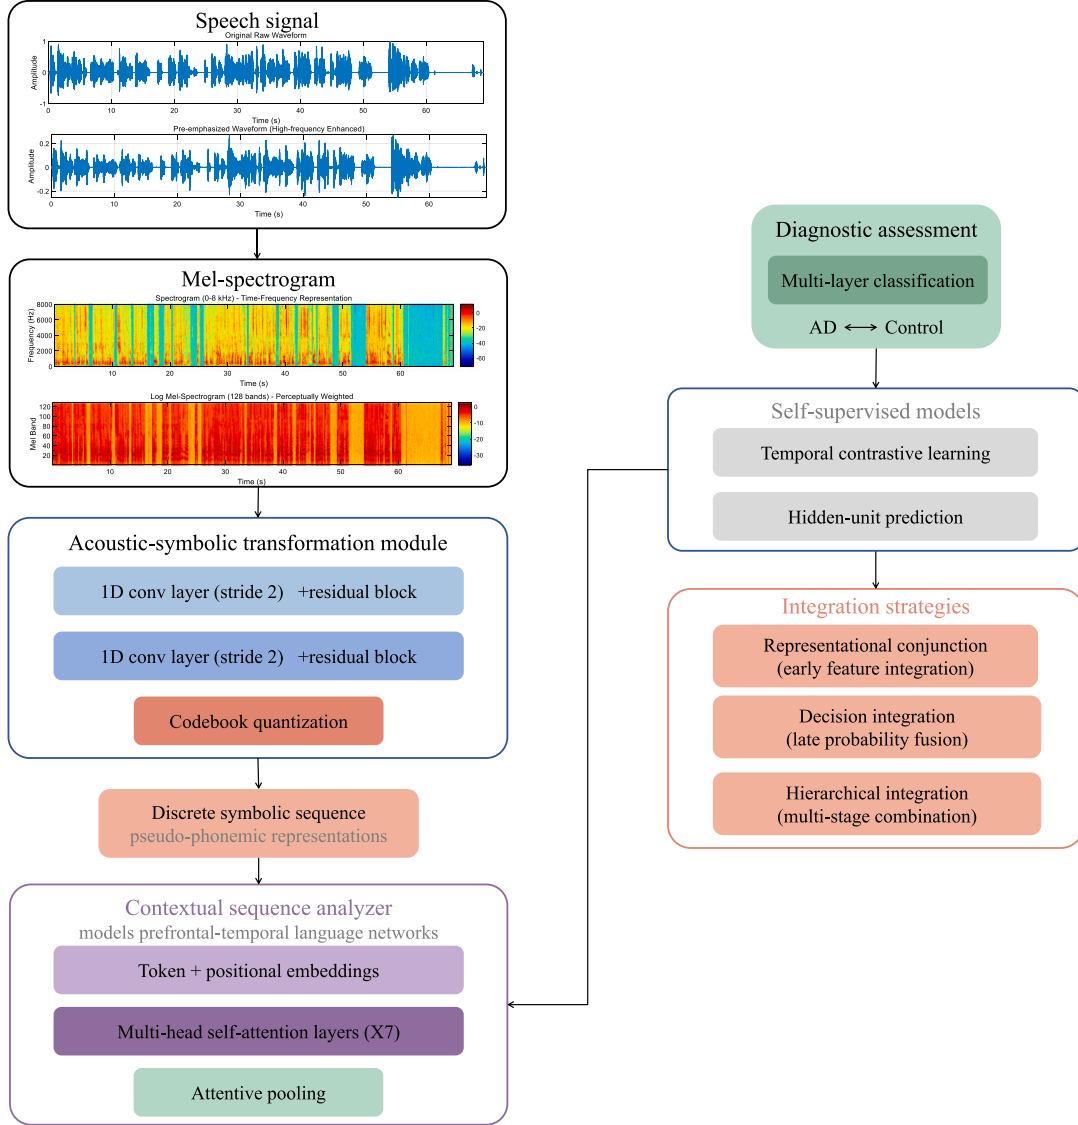 Speech signal
Original Raw Waveform
Amplitude
1
0
-1
0
10
20
30
40
50
60
Time (s)
Pre-emphasized Waveform (High-frequency Enhanced)
Amplitude
0.2
0
-0.2
0
10
20
30
40
50
60
Time (s)
Mel-spectrogram
Spectrogram (0-8 kHz) - Time-Frequency Representation
Frequency (Hz)
8000
6000
4000
2000
0
10
20
30
40
50
60
0
-20
-40
-60
Time (s)
Log Mel-Spectrogram (128 bands) - Perceptually Weighted
Mel Band
120
100
80
60
40
20
10
20
30
40
50
60
0
-10
-20
-30
Time (s)
Acoustic-symbolic transformation module
1D conv layer (stride 2) +residual block
1D conv layer (stride 2) +residual block
Codebook quantization
Discrete symbolic sequence
pseudo-phonemic representations
Contextual sequence analyzer
models prefrontal-temporal language networks
Token + positional embeddings
Multi-head self-attention layers (X7)
Attentive pooling
Diagnostic assessment
Multi-layer classification
AD ⟷ Control
Self-supervised models
Temporal contrastive learning
Hidden-unit prediction
Integration strategies
Representational conjunction
(early feature integration)
Decision integration
(late probability fusion)
Hierarchical integration
(multi-stage combination)